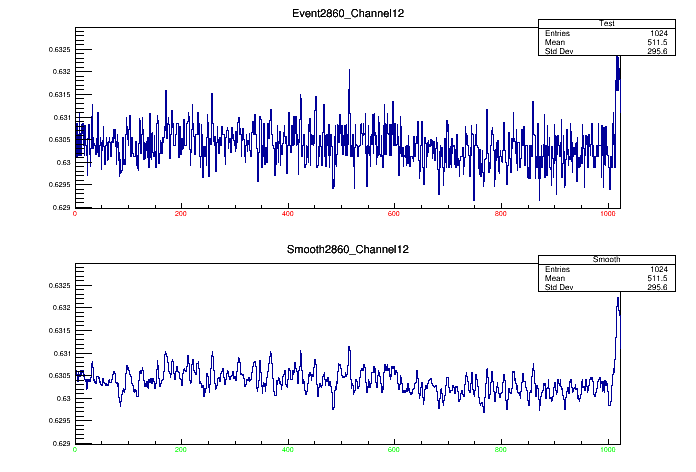 Event2860_Channel12
Test
Entries 1024
Mean 511.5
Std Dev 295.6
0.6325
0.632
0.6315
0.631
0.6305
0.63
0.6295
0.629
0 200 400 600 800 1000
Smooth2860_Channel12
Smooth
Entries 1024
Mean 511.5
Std Dev 295.6
0.6325
0.632
0.6315
0.631
0.6305
0.63
0.6295
0.629
0 200 400 600 800 1000